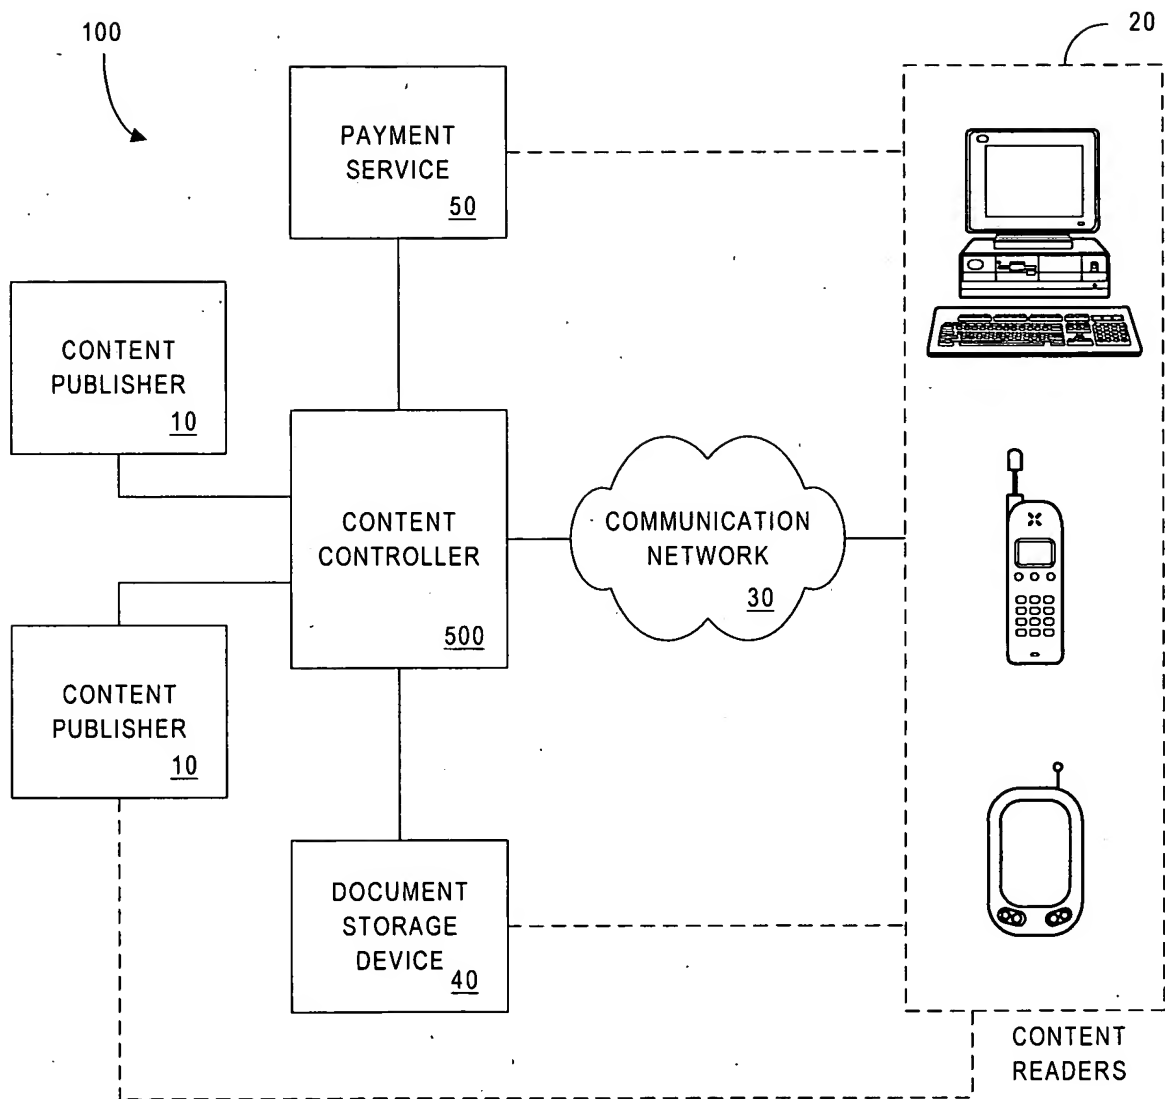 100
20
PAYMENT
SERVICE
50
CONTENT
PUBLISHER
10
CONTENT
CONTROLLER
500
COMMUNICATION
NETWORK
30
CONTENT
PUBLISHER
10
DOCUMENT
STORAGE
DEVICE
40
CONTENT
READERS